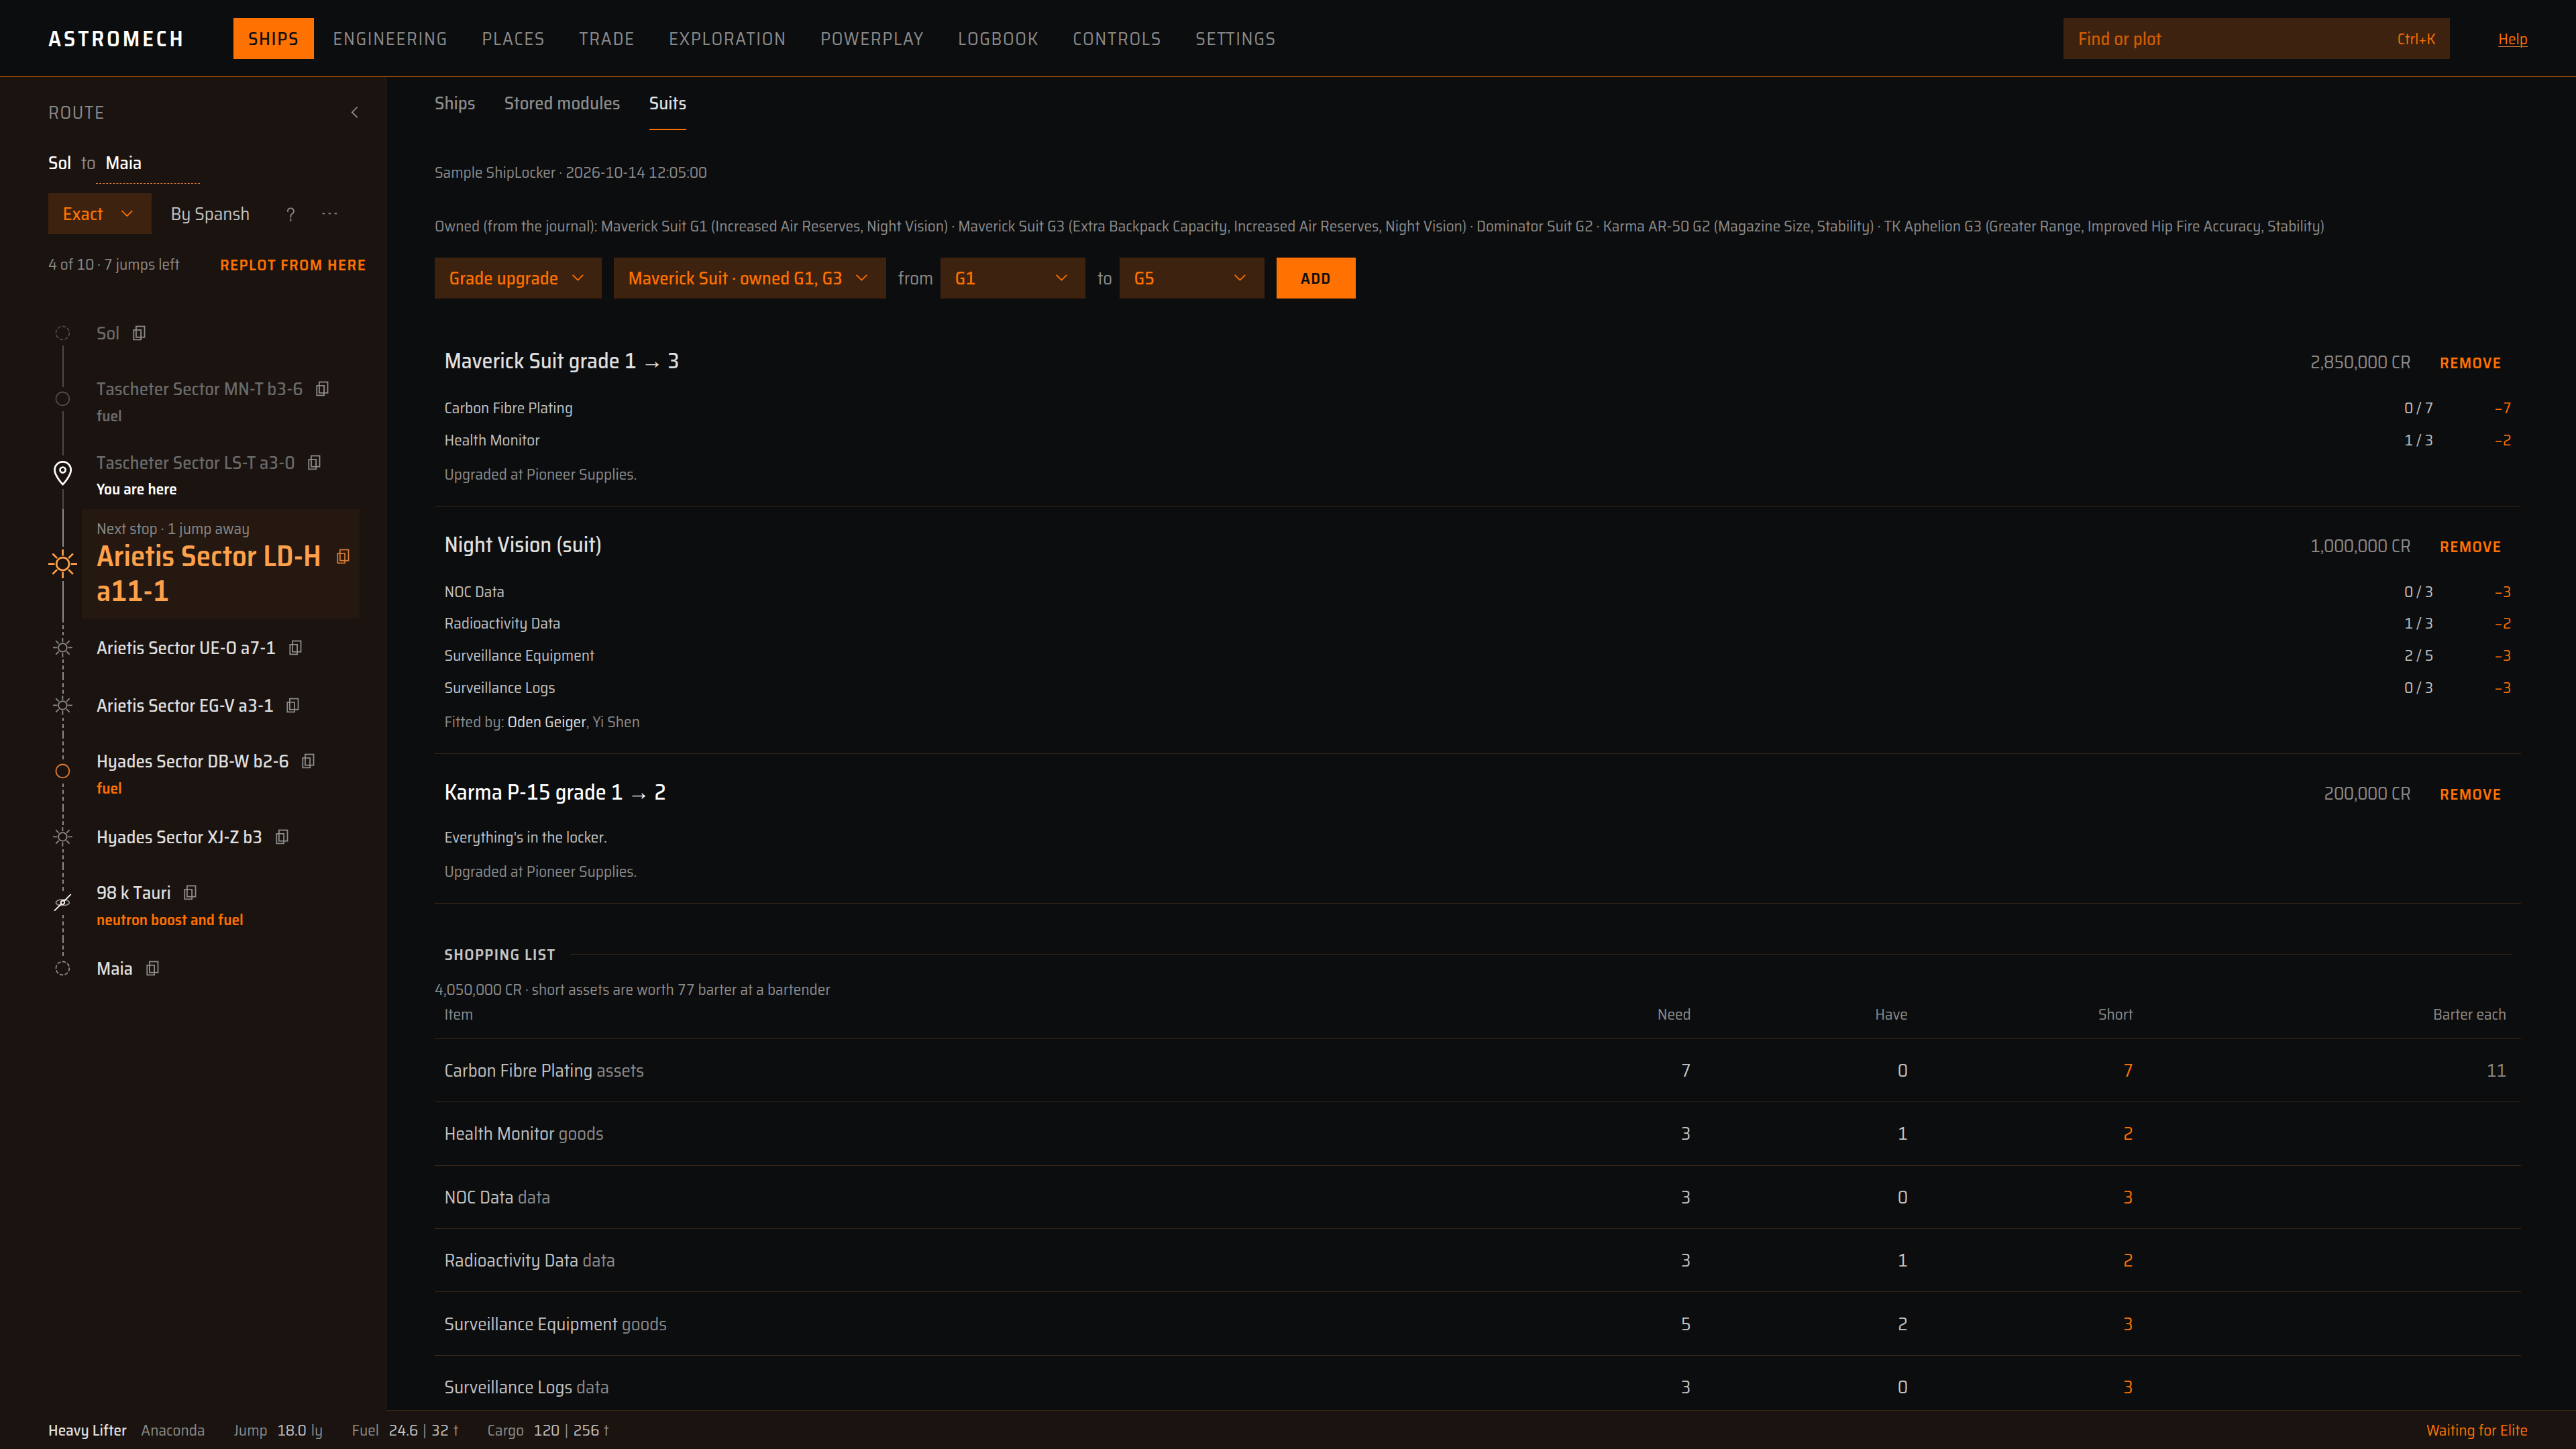 ASTROMECH SHIPS ENGINEERING PLACES TRADE EXPLORATION POWERPLAY LOGBOOK CONTROLS SETTINGS Find or plot Ctrl+K Help
ROUTE
Sol to Maia
Exact By Spansh ? ...
4 of 10 · 7 jumps left REPLOT FROM HERE
Sol
Tascheter Sector MN-T b3-6
fuel
Tascheter Sector LS-T a3-0
You are here
Next stop · 1 jump away
Arietis Sector LD-H
a11-1
Arietis Sector UE-O a7-1
Arietis Sector EG-V a3-1
Hyades Sector DB-W b2-6
fuel
Hyades Sector XJ-Z b3
98 k Tauri
neutron boost and fuel
Maia
Ships Stored modules Suits
Sample ShipLocker · 2026-10-14 12:05:00
Owned (from the journal): Maverick Suit G1 (Increased Air Reserves, Night Vision) · Maverick Suit G3 (Extra Backpack Capacity, Increased Air Reserves, Night Vision) · Dominator Suit G2 · Karma AR-50 G2 (Magazine Size, Stability) · TK Aphelion G3 (Greater Range, Improved Hip Fire Accuracy, Stability)
Grade upgrade Maverick Suit · owned G1, G3 from G1 to G5 ADD
Maverick Suit grade 1 → 3 2,850,000 CR REMOVE
Carbon Fibre Plating 0 / 7 −7
Health Monitor 1 / 3 −2
Upgraded at Pioneer Supplies.
Night Vision (suit) 1,000,000 CR REMOVE
NOC Data 0 / 3 −3
Radioactivity Data 1 / 3 −2
Surveillance Equipment 2 / 5 −3
Surveillance Logs 0 / 3 −3
Fitted by: Oden Geiger, Yi Shen
Karma P-15 grade 1 → 2 200,000 CR REMOVE
Everything's in the locker.
Upgraded at Pioneer Supplies.
SHOPPING LIST
4,050,000 CR · short assets are worth 77 barter at a bartender
Item Need Have Short Barter each
Carbon Fibre Plating assets 7 0 7 11
Health Monitor goods 3 1 2
NOC Data data 3 0 3
Radioactivity Data data 3 1 2
Surveillance Equipment goods 5 2 3
Surveillance Logs data 3 0 3
Heavy Lifter Anaconda Jump 18.0 ly Fuel 24.6 | 32 t Cargo 120 | 256 t Waiting for Elite